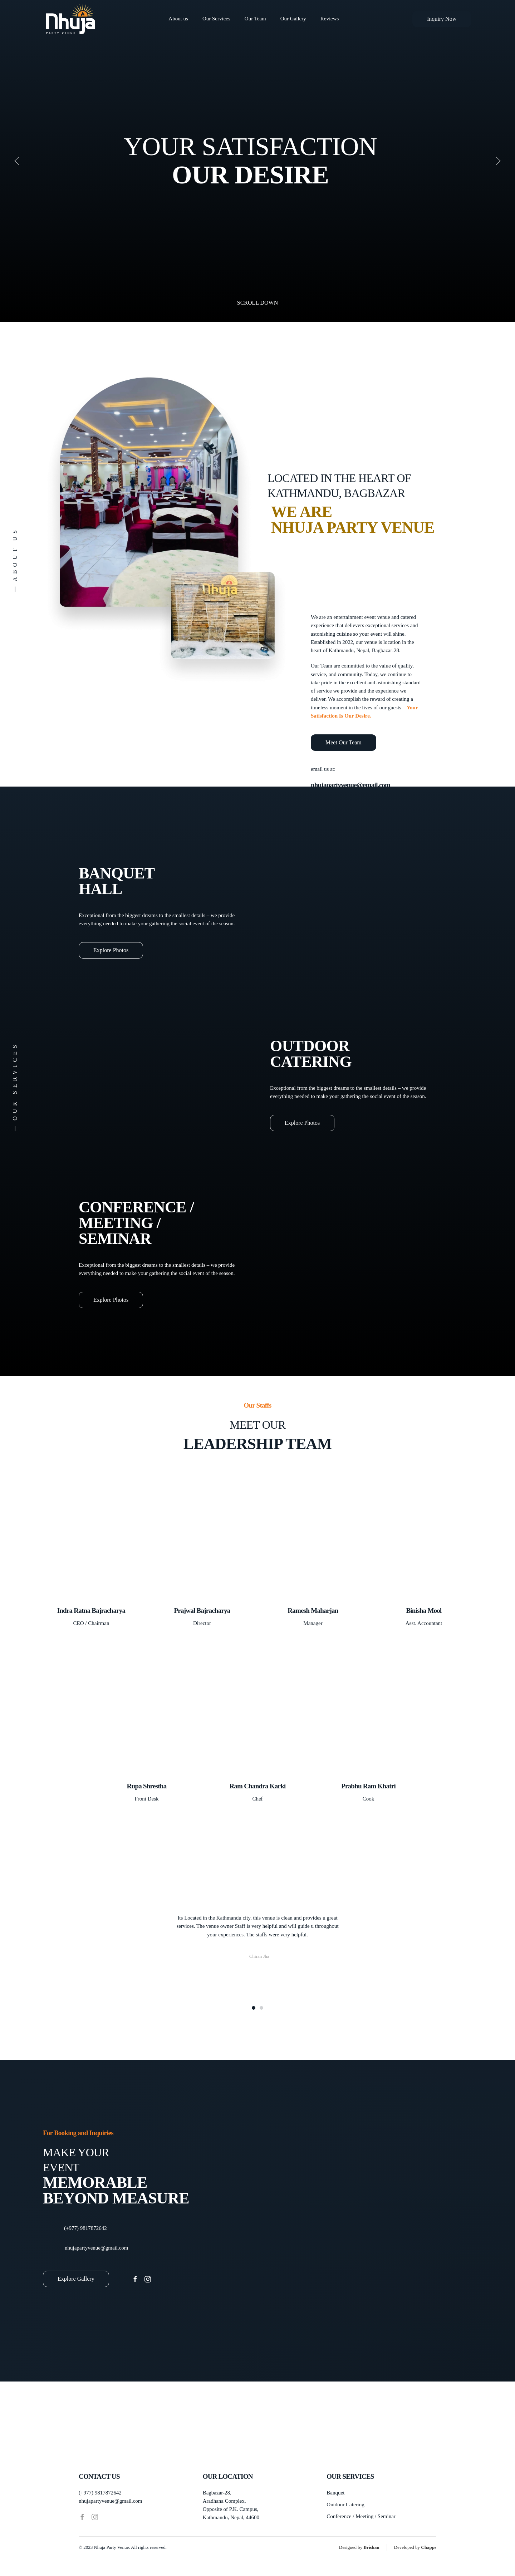 Nhuja
PARTY VENUE
About us
Our Services
Our Team
Our Gallery
Reviews
Inquiry Now
YOUR SATISFACTION
OUR DESIRE
SCROLL DOWN
— ABOUT US
LOCATED IN THE HEART OF
KATHMANDU, BAGBAZAR
WE ARE
NHUJA PARTY VENUE
Nhuja
We are an entertainment event venue and catered
experience that delievers exceptional services and
astonishing cuisine so your event will shine.
Established in 2022, our venue is located in the
heart of Kathmandu, Nepal, Bagbazar-28.
Our Team are committed to the value of quality,
service, and community. Today, we continue to
take pride in the excellent and astonishing standard
of service we provide and the experience we
deliver. We accomplish the reward of creating a
timeless moment in the lives of our guests – Your
Satisfaction Is Our Desire.
Meet Our Team
email us at:
nhujapartyvenue@gmail.com
— OUR SERVICES
BANQUET
HALL
Exceptional from the biggest dreams to the smallest details – we provide
everything needed to make your gathering the social event of the season.
Explore Photos
OUTDOOR
CATERING
Exceptional from the biggest dreams to the smallest details – we provide
everything needed to make your gathering the social event of the season.
Explore Photos
CONFERENCE /
MEETING /
SEMINAR
Exceptional from the biggest dreams to the smallest details – we provide
everything needed to make your gathering the social event of the season.
Explore Photos
Our Staffs
MEET OUR
LEADERSHIP TEAM
Indra Ratna Bajracharya
CEO / Chairman
Prajwal Bajracharya
Director
Ramesh Maharjan
Manager
Binisha Mool
Asst. Accountant
Rupa Shrestha
Front Desk
Ram Chandra Karki
Chef
Prabhu Ram Khatri
Cook
Its Located in the Kathmandu city, this venue is clean and provides u great
services. The venue owner Staff is very helpful and will guide u throughout
your experiences. The staffs were very helpful.
For Booking and Inquiries
MAKE YOUR
EVENT
MEMORABLE
BEYOND MEASURE
(+977) 9817872642
nhujapartyvenue@gmail.com
Explore Gallery
CONTACT US
(+977) 9817872642
nhujapartyvenue@gmail.com
OUR LOCATION
Bagbazar-28,
Aradhana Complex,
Opposite of P.K. Campus,
Kathmandu, Nepal, 44600
OUR SERVICES
Banquet
Outdoor Catering
Conference / Meeting / Seminar
© 2023 Nhuja Party Venue. All rights reserved.
Designed by Brishan
Developed by Chapps